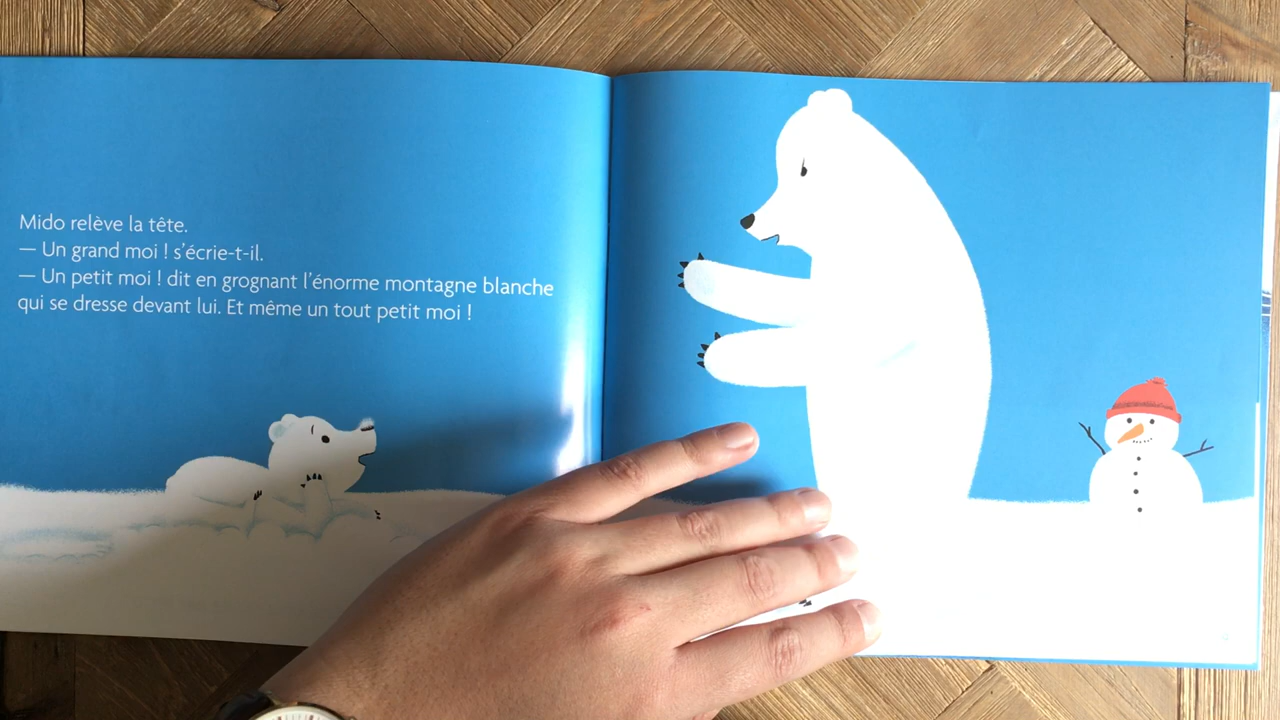 Mido relève la tête.
— Un grand moi ! s'écrie-t-il.
— Un petit moi ! dit en grognant l'énorme montagne blanche
qui se dresse devant lui. Et même un tout petit moi !